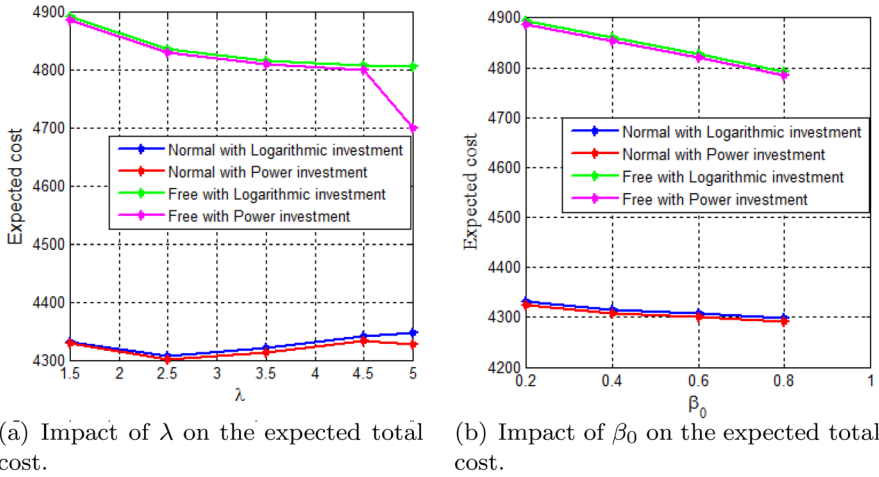 4900
4800
4700
4600
4500
4400
4300
Expected cost
Normal with Logarithmic investment
Normal with Power investment
Free with Logarithmic investment
Free with Power investment
1.5 2 2.5 3 3.5 4 4.5 5
λ
(a) Impact of λ on the expected total
cost.
4900
4800
4700
4600
4500
4400
4300
4200
Expected cost
Normal with Logarithmic investment
Normal with Power investment
Free with Logarithmic investment
Free with Power investment
0.2 0.4 0.6 0.8 1
β0
(b) Impact of β0 on the expected total
cost.